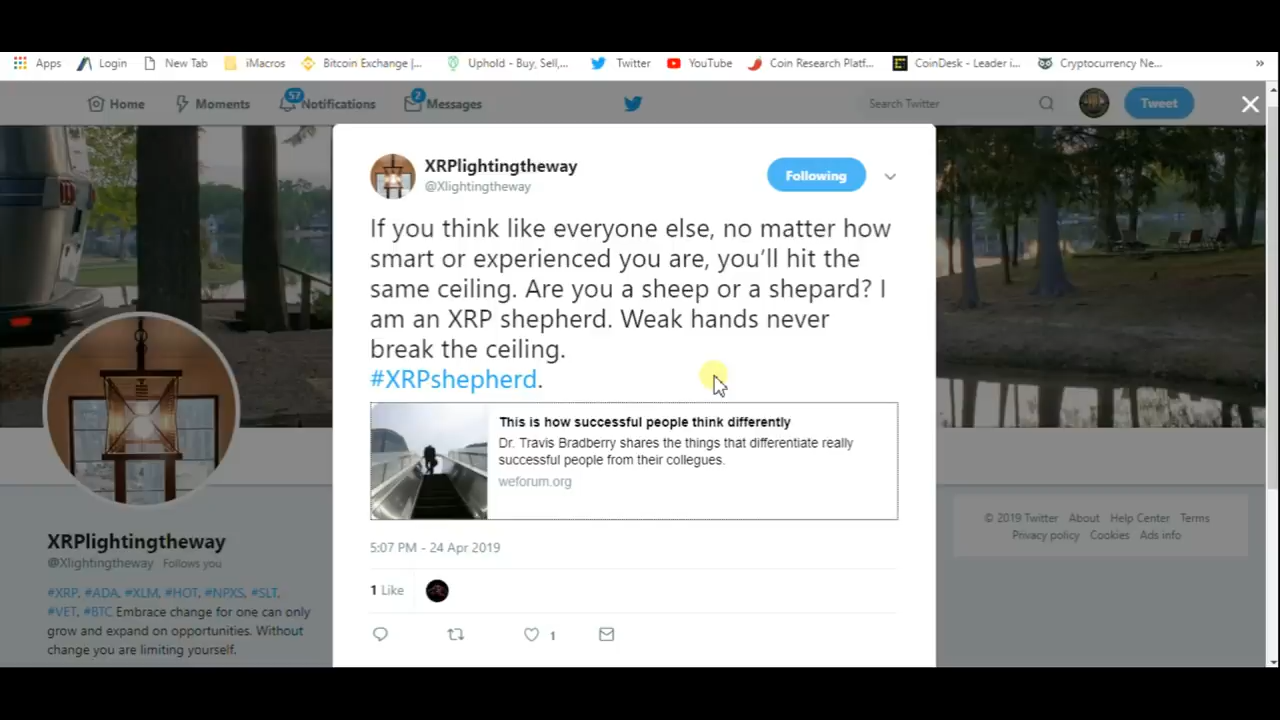 Apps Login New Tab iMacros Bitcoin Exchange |... Uphold - Buy, Sell,... Twitter YouTube Coin Research Platf... CoinDesk - Leader i... Cryptocurrency Ne... »
Home Moments 57 Notifications 2 Messages Search Twitter Tweet
XRPlightingtheway
@Xlightingtheway
Following
If you think like everyone else, no matter how
smart or experienced you are, you'll hit the
same ceiling. Are you a sheep or a shepard? I
am an XRP shepherd. Weak hands never
break the ceiling.
#XRPshepherd.
This is how successful people think differently
Dr. Travis Bradberry shares the things that differentiate really
successful people from their collegues.
weforum.org
5:07 PM - 24 Apr 2019
1 Like
1
XRPlightingtheway
@Xlightingtheway Follows you
#XRP, #ADA, #XLM, #HOT, #NPXS, #SLT,
#VET, #BTC Embrace change for one can only
grow and expand on opportunities. Without
change you are limiting yourself.
© 2019 Twitter About Help Center Terms
Privacy policy Cookies Ads info